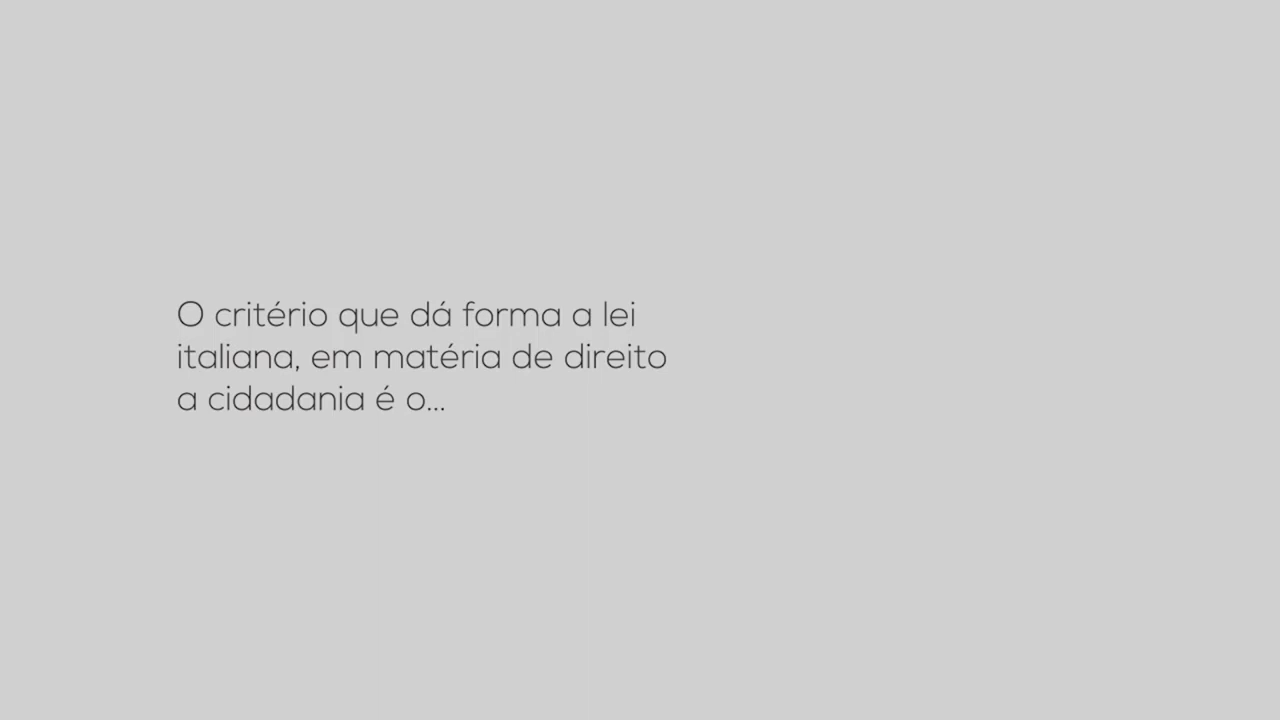 O critério que dá forma a lei
italiana, em matéria de direito
a cidadania é o...